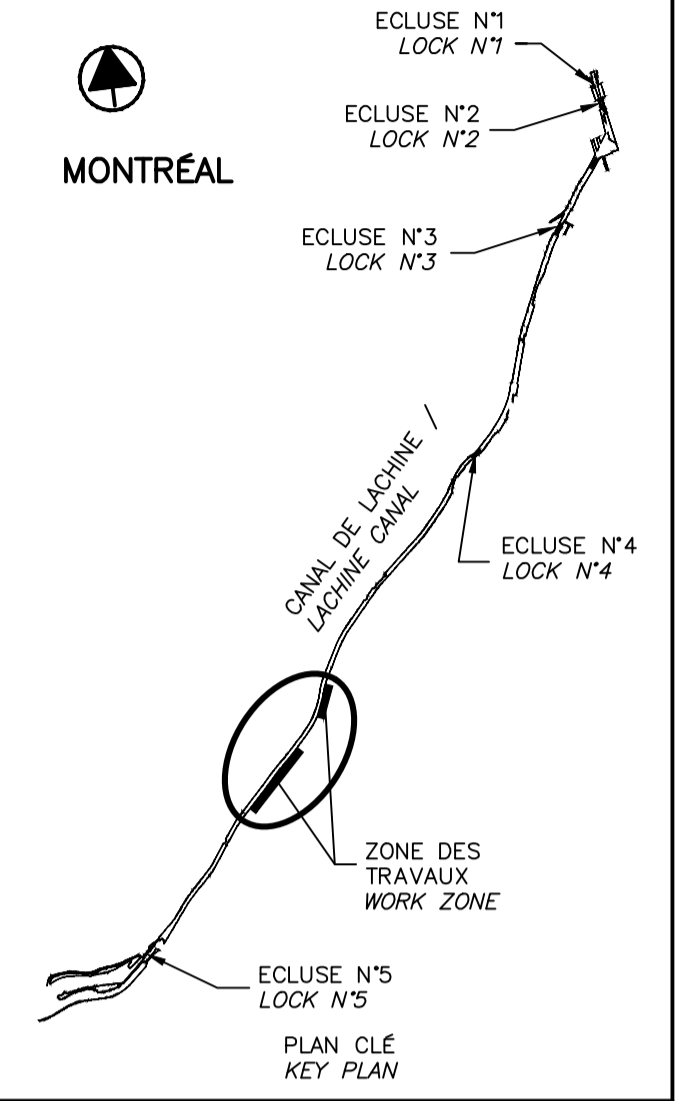 ECLUSE N°1
LOCK N°1
ECLUSE N°2
LOCK N°2
MONTRÉAL
ECLUSE N°3
LOCK N°3
CANAL DE LACHINE /
LACHINE CANAL
ECLUSE N°4
LOCK N°4
ZONE DES
TRAVAUX
WORK ZONE
ECLUSE N°5
LOCK N°5
PLAN CLÉ
KEY PLAN